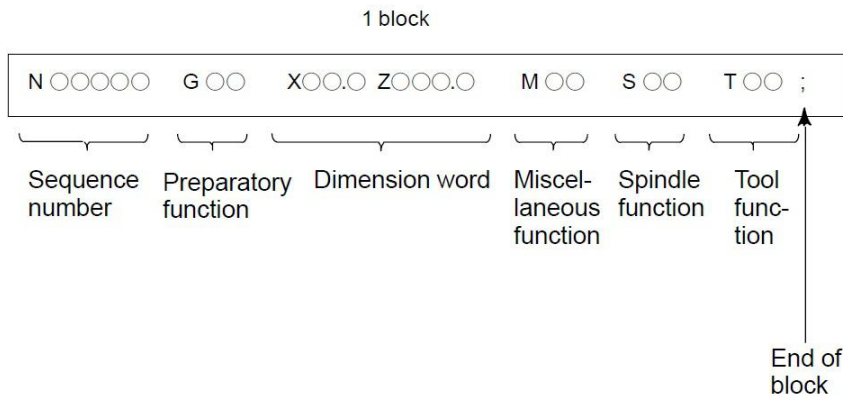 1 block
N ○○○○○ G ○○ X○○.○ Z○○○.○ M ○○ S ○○ T ○○ ;
Sequence number
Preparatory function
Dimension word
Miscel-
laneous
function
Spindle
function
Tool
func-
tion
End of
block